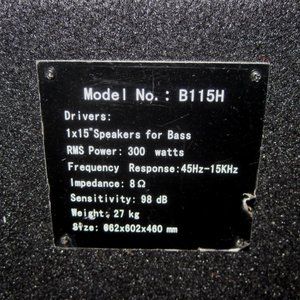 Model No.: B115H
Drivers:
1x15"Speakers for Bass
RMS Power: 300 watts
Frequency Response:45Hz-15KHz
Impedance: 8Ω
Sensitivity: 98 dB
Weight: 27 kg
Size: 862x602x460 mm